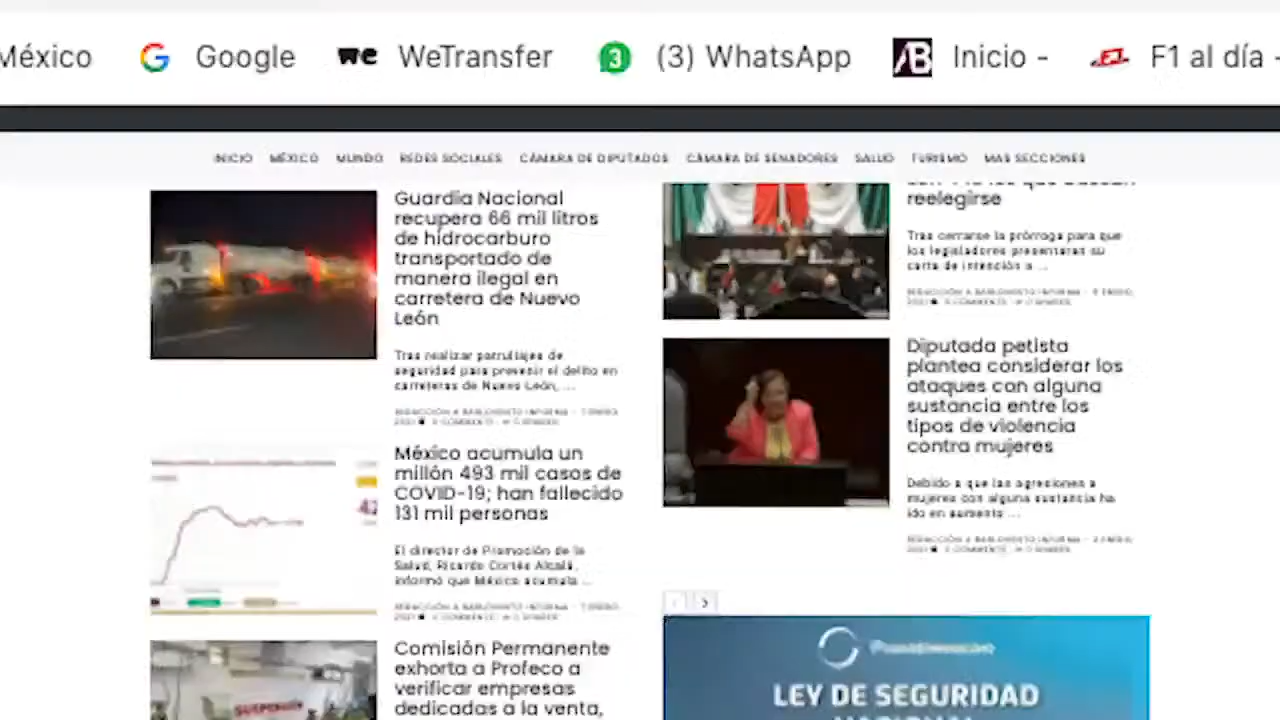 México
Google
WeTransfer
(3) WhatsApp
Inicio -
F1 al día -
INICIO MÉXICO MUNDO REDES SOCIALES CÁMARA DE DIPUTADOS CÁMARA DE SENADORES SALUD TURISMO MAS SECCIONES
Guardia Nacional
recupera 66 mil litros
de hidrocarburo
transportado de
manera ilegal en
carretera de Nuevo
León
Tras realizar patrullajes de
seguridad para prevenir el delito en
carreteras de Nuevo León, ...
México acumula un
millón 493 mil casos de
COVID-19; han fallecido
131 mil personas
El director de Promoción de la
Salud, Ricardo Cortés Alcalá,
informó que México acumula ...
Comisión Permanente
exhorta a Profeco a
verificar empresas
dedicadas a la venta,
reelegirse
Tras cerrarse la prórroga para que
los legisladores presentaran su
carta de intención a ...
Diputada petista
plantea considerar los
ataques con alguna
sustancia entre los
tipos de violencia
contra mujeres
Debido a que las agresiones a
mujeres con alguna sustancia ha
ido en aumento ...
LEY DE SEGURIDAD
NACIONAL